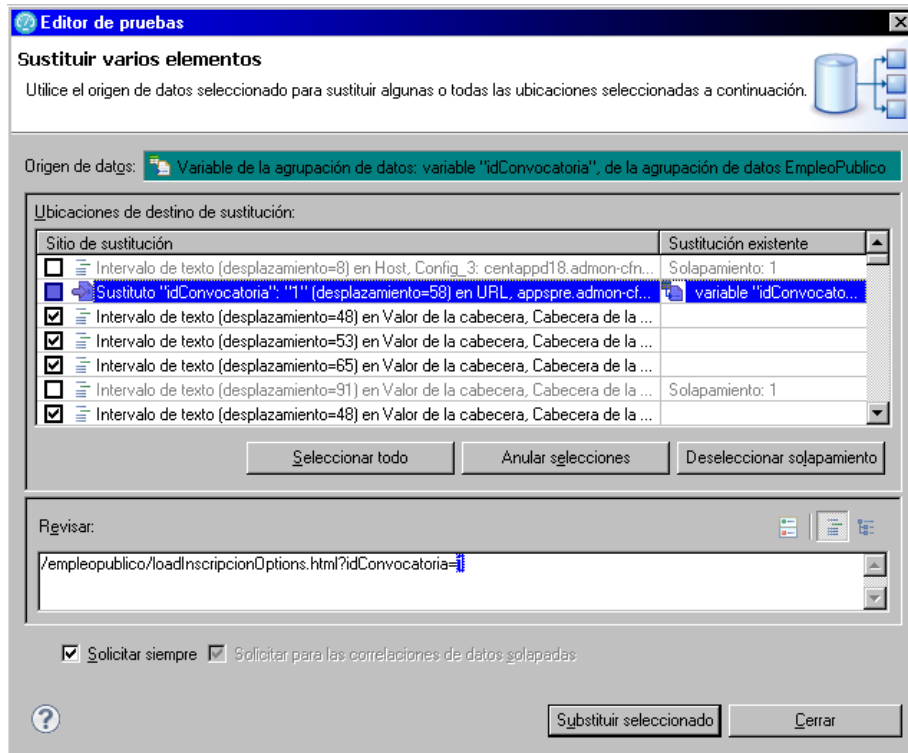 Editor de pruebas
Sustituir varios elementos
Utilice el origen de datos seleccionado para sustituir algunas o todas las ubicaciones seleccionadas a continuación.
Origen de datos: Variable de la agrupación de datos: variable "idConvocatoria", de la agrupación de datos EmpleoPublico
Ubicaciones de destino de sustitución:
Sitio de sustitución Sustitución existente
Intervalo de texto (desplazamiento=8) en Host, Config_3: centappd18.admon-cfn... Solapamiento: 1
Sustituto "idConvocatoria": "1" (desplazamiento=58) en URL, appspre.admon-cf... variable "idConvocato...
Intervalo de texto (desplazamiento=48) en Valor de la cabecera, Cabecera de la ...
Intervalo de texto (desplazamiento=53) en Valor de la cabecera, Cabecera de la ...
Intervalo de texto (desplazamiento=65) en Valor de la cabecera, Cabecera de la ...
Intervalo de texto (desplazamiento=91) en Valor de la cabecera, Cabecera de la ... Solapamiento: 1
Intervalo de texto (desplazamiento=48) en Valor de la cabecera, Cabecera de la ...
Seleccionar todo Anular selecciones Deseleccionar solapamiento
Revisar:
/empleopublico/loadInscripcionOptions.html?idConvocatoria=1
Solicitar siempre Solicitar para las correlaciones de datos solapadas
? Substituir seleccionado Cerrar